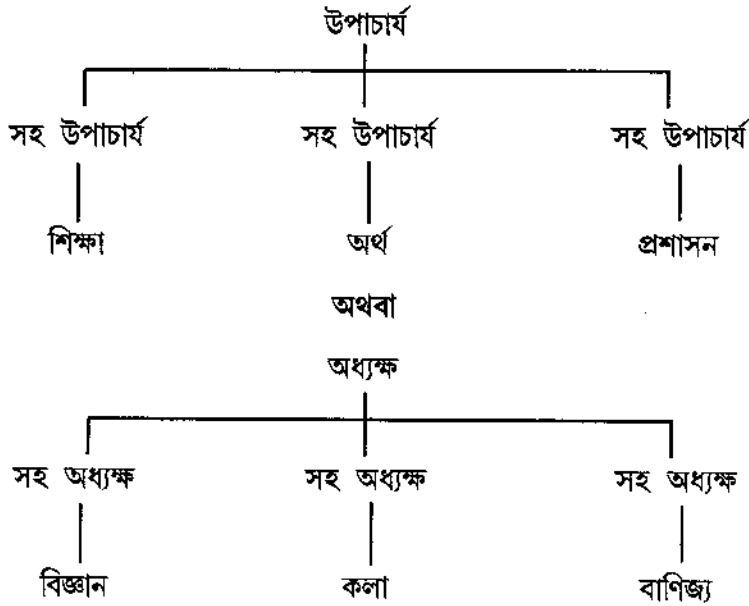 উপাচার্য
সহ উপাচার্য সহ উপাচার্য সহ উপাচার্য
শিক্ষা অর্থ প্রশাসন
অথবা
অধ্যক্ষ
সহ অধ্যক্ষ সহ অধ্যক্ষ সহ অধ্যক্ষ
বিজ্ঞান কলা বাণিজ্য